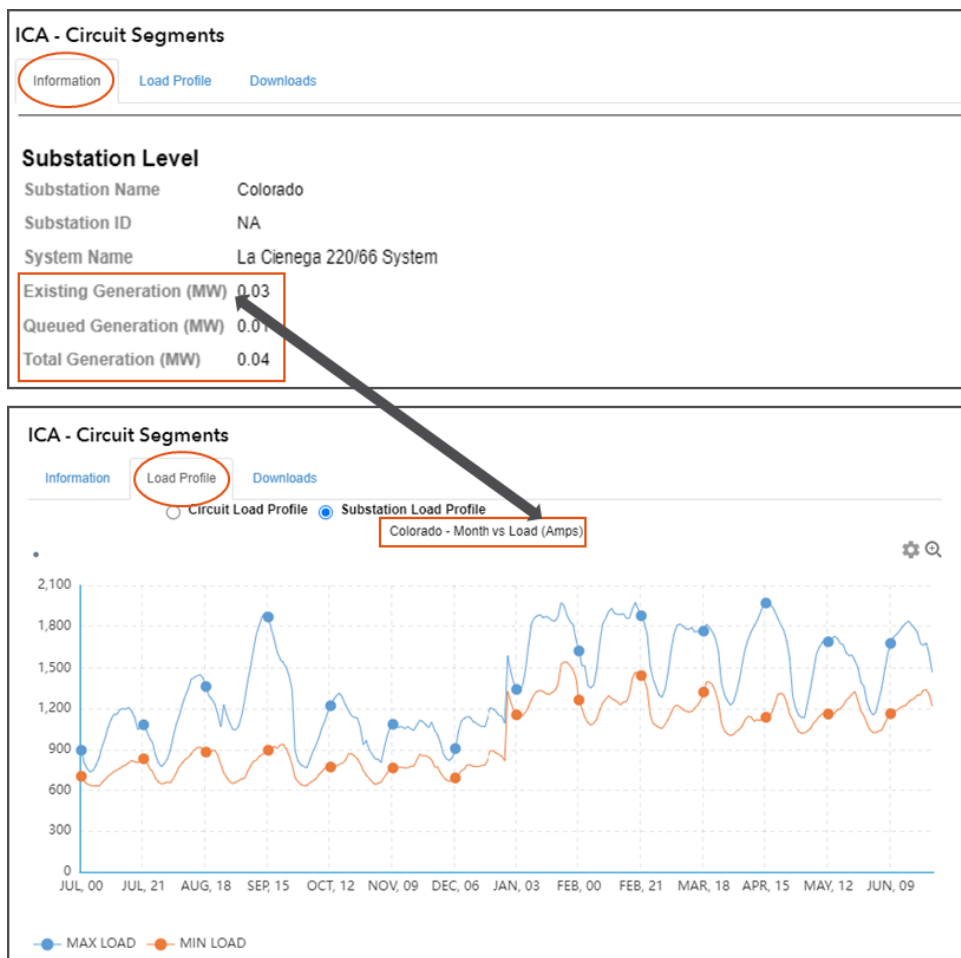 ICA - Circuit Segments
Information Load Profile Downloads
Substation Level
Substation Name Colorado
Substation ID NA
System Name La Cienega 220/66 System
Existing Generation (MW) 0.03
Queued Generation (MW) 0.01
Total Generation (MW) 0.04
ICA - Circuit Segments
Information Load Profile Downloads
Circuit Load Profile Substation Load Profile
Colorado - Month vs Load (Amps)
2,100
1,800
1,500
1,200
900
600
300
0
JUL, 00 JUL, 21 AUG, 18 SEP, 15 OCT, 12 NOV, 09 DEC, 06 JAN, 03 FEB, 00 FEB, 21 MAR, 18 APR, 15 MAY, 12 JUN, 09
MAX LOAD MIN LOAD